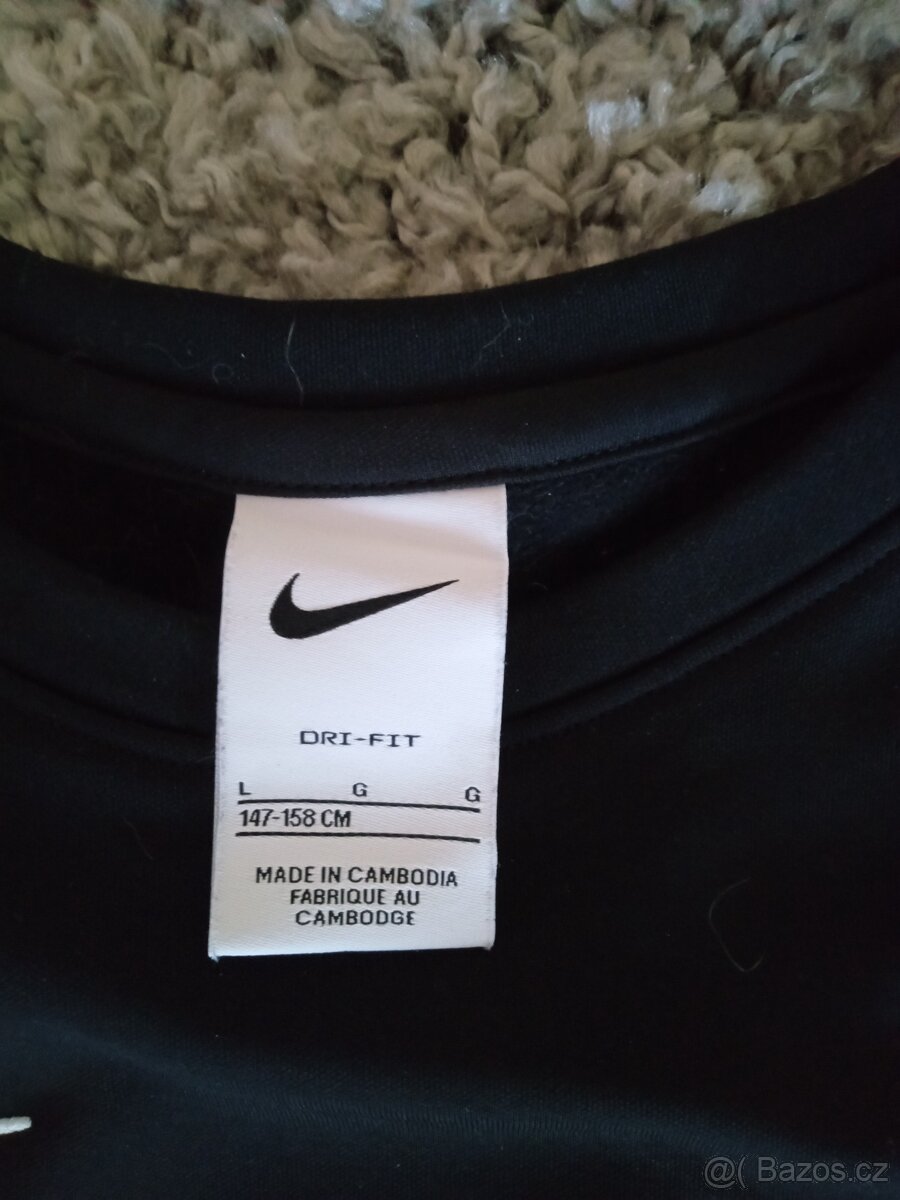 DRI-FIT
L G G
147-158 CM
MADE IN CAMBODIA
FABRIQUE AU
CAMBODGE
@( Bazos.cz